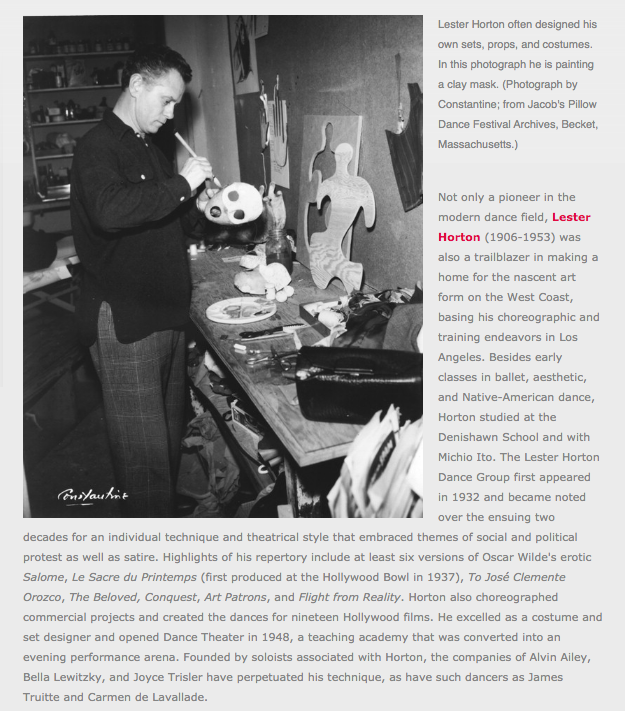 Lester Horton often designed his
own sets, props, and costumes.
In this photograph he is painting
a clay mask. (Photograph by
Constantine; from Jacob's Pillow
Dance Festival Archives, Becket,
Massachusetts.)
Not only a pioneer in the
modern dance field, Lester
Horton (1906-1953) was
also a trailblazer in making a
home for the nascent art
form on the West Coast,
basing his choreographic and
training endeavors in Los
Angeles. Besides early
classes in ballet, aesthetic,
and Native-American dance,
Horton studied at the
Denishawn School and with
Michio Ito. The Lester Horton
Dance Group first appeared
in 1932 and became noted
over the ensuing two
decades for an individual technique and theatrical style that embraced themes of social and political
protest as well as satire. Highlights of his repertory include at least six versions of Oscar Wilde's erotic
Salome, Le Sacre du Printemps (first produced at the Hollywood Bowl in 1937), To José Clemente
Orozco, The Beloved, Conquest, Art Patrons, and Flight from Reality. Horton also choreographed
commercial projects and created the dances for nineteen Hollywood films. He excelled as a costume and
set designer and opened Dance Theater in 1948, a teaching academy that was converted into an
evening performance arena. Founded by soloists associated with Horton, the companies of Alvin Ailey,
Bella Lewitzky, and Joyce Trisler have perpetuated his technique, as have such dancers as James
Truitte and Carmen de Lavallade.
Constantine